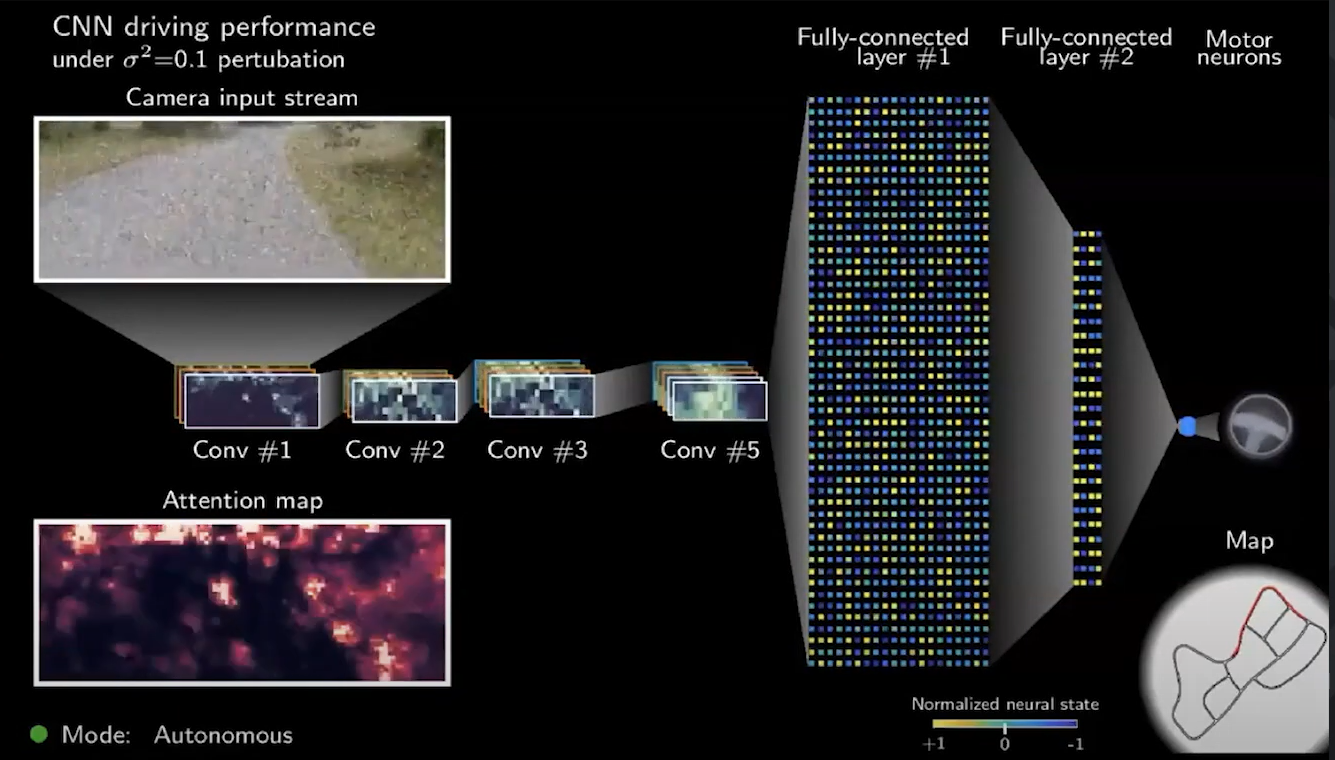 CNN driving performance
under σ²=0.1 pertubation
Camera input stream
Fully-connected
layer #1
Fully-connected
layer #2
Motor
neurons
Conv #1
Conv #2
Conv #3
Conv #5
Attention map
Map
Normalized neural state
+1 0 -1
Mode: Autonomous